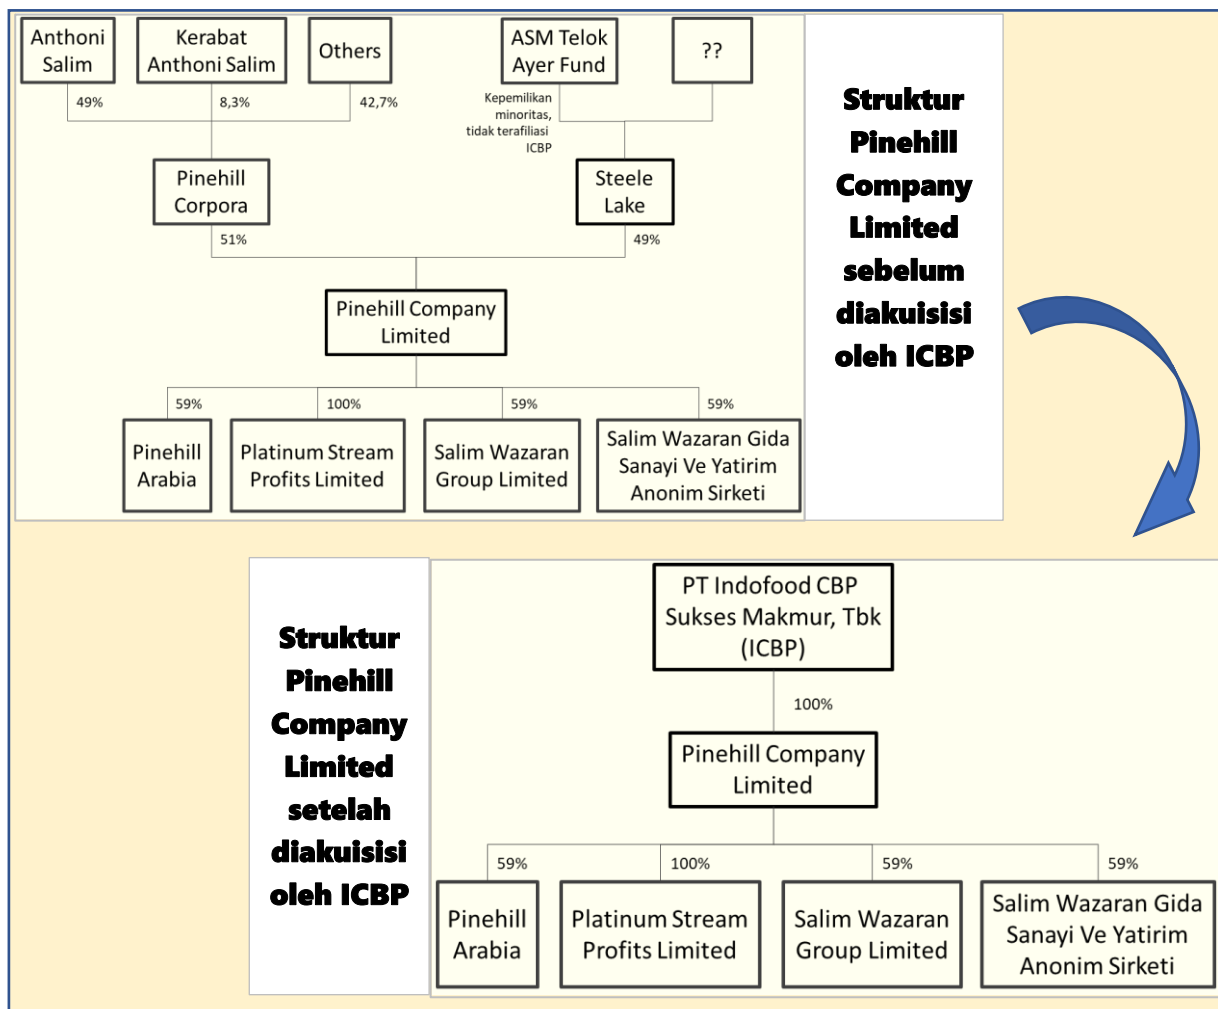 Anthoni
Salim
Kerabat
Anthoni Salim
Others
ASM Telok
Ayer Fund
??
49%
8,3%
42,7%
Kepemilikan
minoritas,
tidak terafiliasi
ICBP
Pinehill
Corpora
Steele
Lake
51%
49%
Pinehill Company
Limited
59%
100%
59%
59%
Pinehill
Arabia
Platinum Stream
Profits Limited
Salim Wazaran
Group Limited
Salim Wazaran Gida
Sanayi Ve Yatirim
Anonim Sirketi
Struktur
Pinehill
Company
Limited
sebelum
diakuisisi
oleh ICBP
Struktur
Pinehill
Company
Limited
setelah
diakuisisi
oleh ICBP
PT Indofood CBP
Sukses Makmur, Tbk
(ICBP)
100%
Pinehill Company
Limited
59%
100%
59%
59%
Pinehill
Arabia
Platinum Stream
Profits Limited
Salim Wazaran
Group Limited
Salim Wazaran Gida
Sanayi Ve Yatirim
Anonim Sirketi